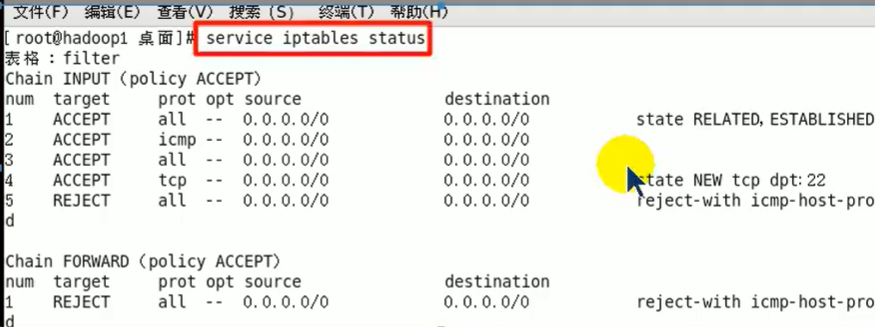 文件(F) 编辑(E) 查看(V) 搜索 (S) 终端(T) 帮助(H)
[ root@hadoop1 桌面]# service iptables status
表格：filter
Chain INPUT (policy ACCEPT)
num target prot opt source destination
1 ACCEPT all -- 0.0.0.0/0 0.0.0.0/0 state RELATED,ESTABLISHED
2 ACCEPT icmp -- 0.0.0.0/0 0.0.0.0/0
3 ACCEPT all -- 0.0.0.0/0 0.0.0.0/0
4 ACCEPT tcp -- 0.0.0.0/0 0.0.0.0/0 state NEW tcp dpt:22
5 REJECT all -- 0.0.0.0/0 0.0.0.0/0 reject-with icmp-host-pro
d
Chain FORWARD (policy ACCEPT)
num target prot opt source destination
1 REJECT all -- 0.0.0.0/0 0.0.0.0/0 reject-with icmp-host-pro
d